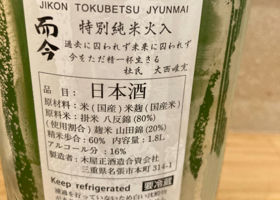 JIKON TOKUBETSU JYUNMAI
而今
特別純米火入
過去に囚われず未来に囚われず
今をただ精一杯生きる
杜氏 大西唯克
品目：日本酒
原材料：米(国産) 米麹(国産米)
原料米：掛米 八反錦(80%)
(使用割合) 麹米 山田錦(20%)
精米歩合：60% 内容量：1.8L
アルコール分：16%
製造者：木屋正酒造合資会社
三重県名張市本町 314-1
Keep refrigerated 要冷蔵